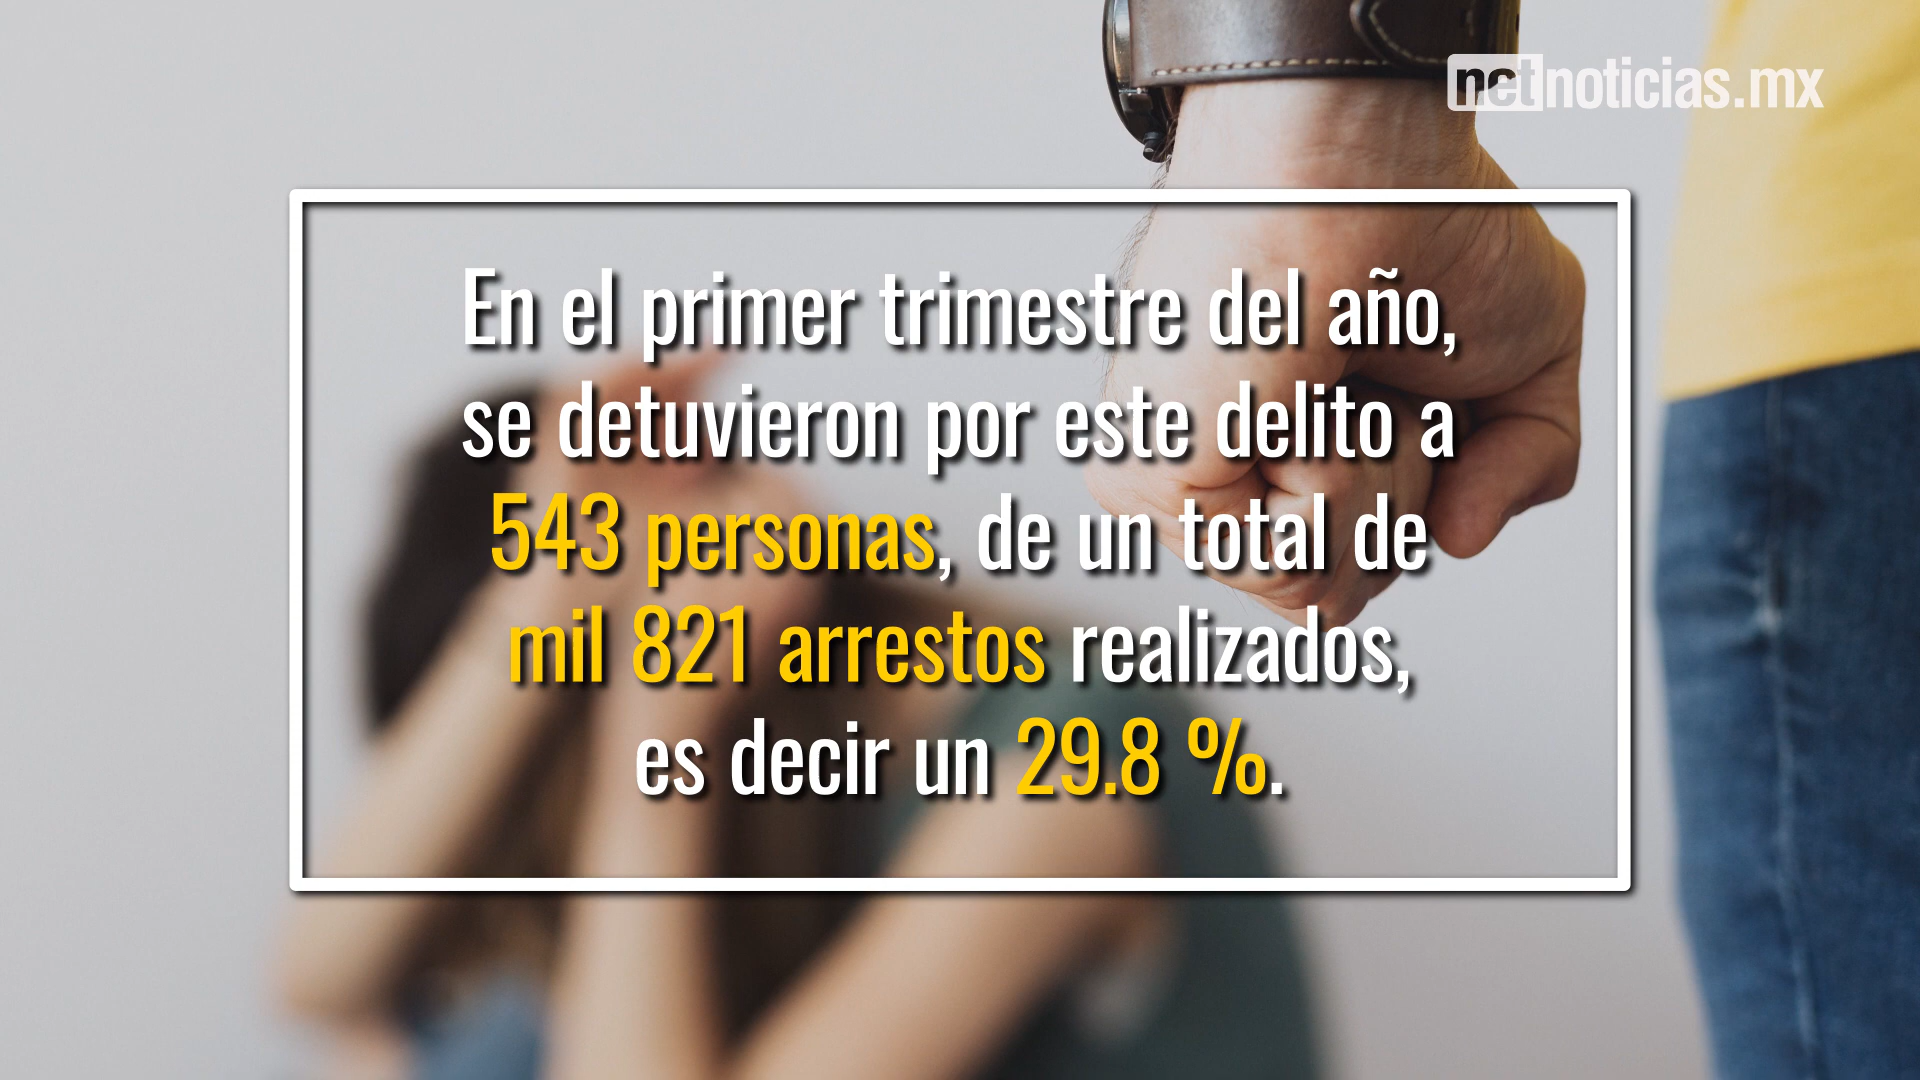 netnoticias.mx
En el primer trimestre del año,
se detuvieron por este delito a
543 personas, de un total de
mil 821 arrestos realizados,
es decir un 29.8 %.